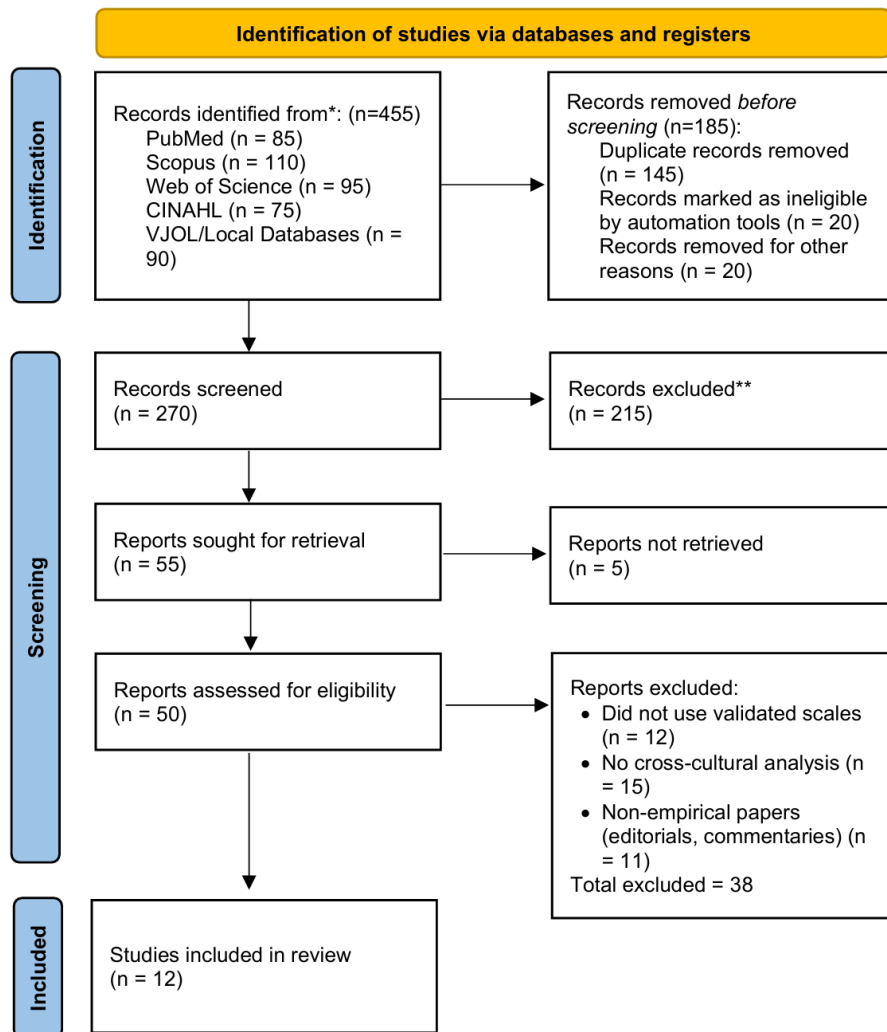 Identification of studies via databases and registers
Identification
Records identified from*: (n=455)
PubMed (n = 85)
Scopus (n = 110)
Web of Science (n = 95)
CINAHL (n = 75)
VJOL/Local Databases (n =
90)
Records removed before
screening (n=185):
Duplicate records removed
(n = 145)
Records marked as ineligible
by automation tools (n = 20)
Records removed for other
reasons (n = 20)
Screening
Records screened
(n = 270)
Records excluded**
(n = 215)
Reports sought for retrieval
(n = 55)
Reports not retrieved
(n = 5)
Reports assessed for eligibility
(n = 50)
Reports excluded:
• Did not use validated scales
(n = 12)
• No cross-cultural analysis (n
= 15)
• Non-empirical papers
(editorials, commentaries) (n
= 11)
Total excluded = 38
Included
Studies included in review
(n = 12)